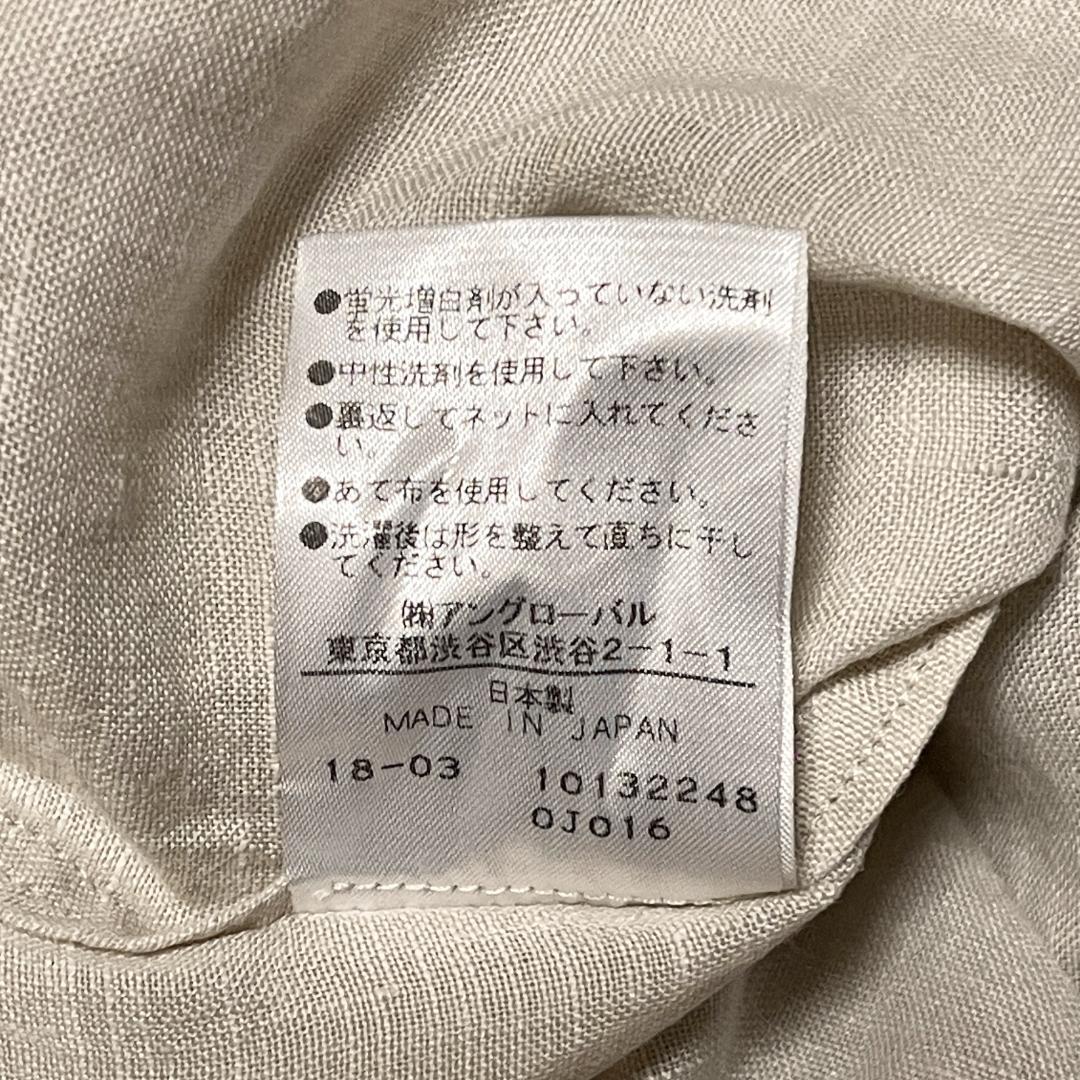 ●蛍光増白剤が入っていない洗剤
を使用して下さい。
●中性洗剤を使用して下さい。
●裏返してネットに入れてくださ
い。
●あて布を使用してください。
●洗濯後は形を整えて直ちに干し
てください。
㈱アングローバル
東京都渋谷区渋谷2-1-1
日本製
MADE IN JAPAN
18-03 10132248
0J016